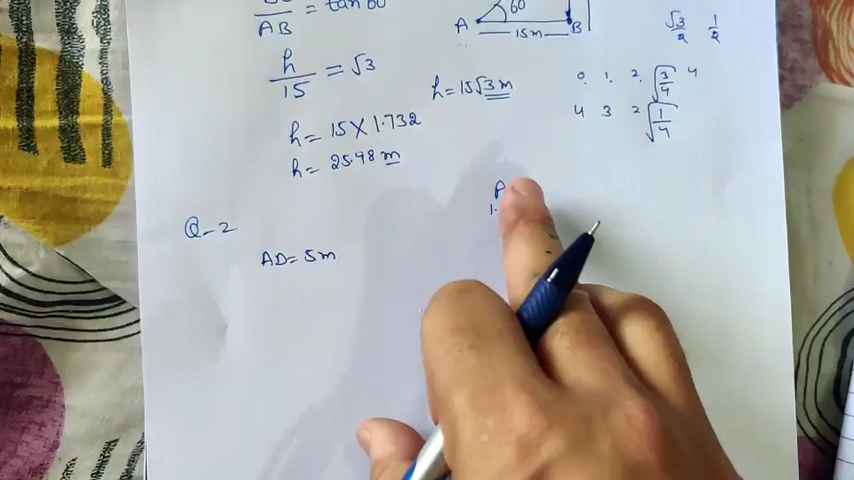 AB = tan 60
60
A B
15m
√3/2 1/2
h/15 = √3
h = 15√3 m
0. 1. 2. √3/4 4
4 3 2 √1/4
h = 15 X 1.732
h = 25.98 m
A
1.
Q-2
AD = 5m